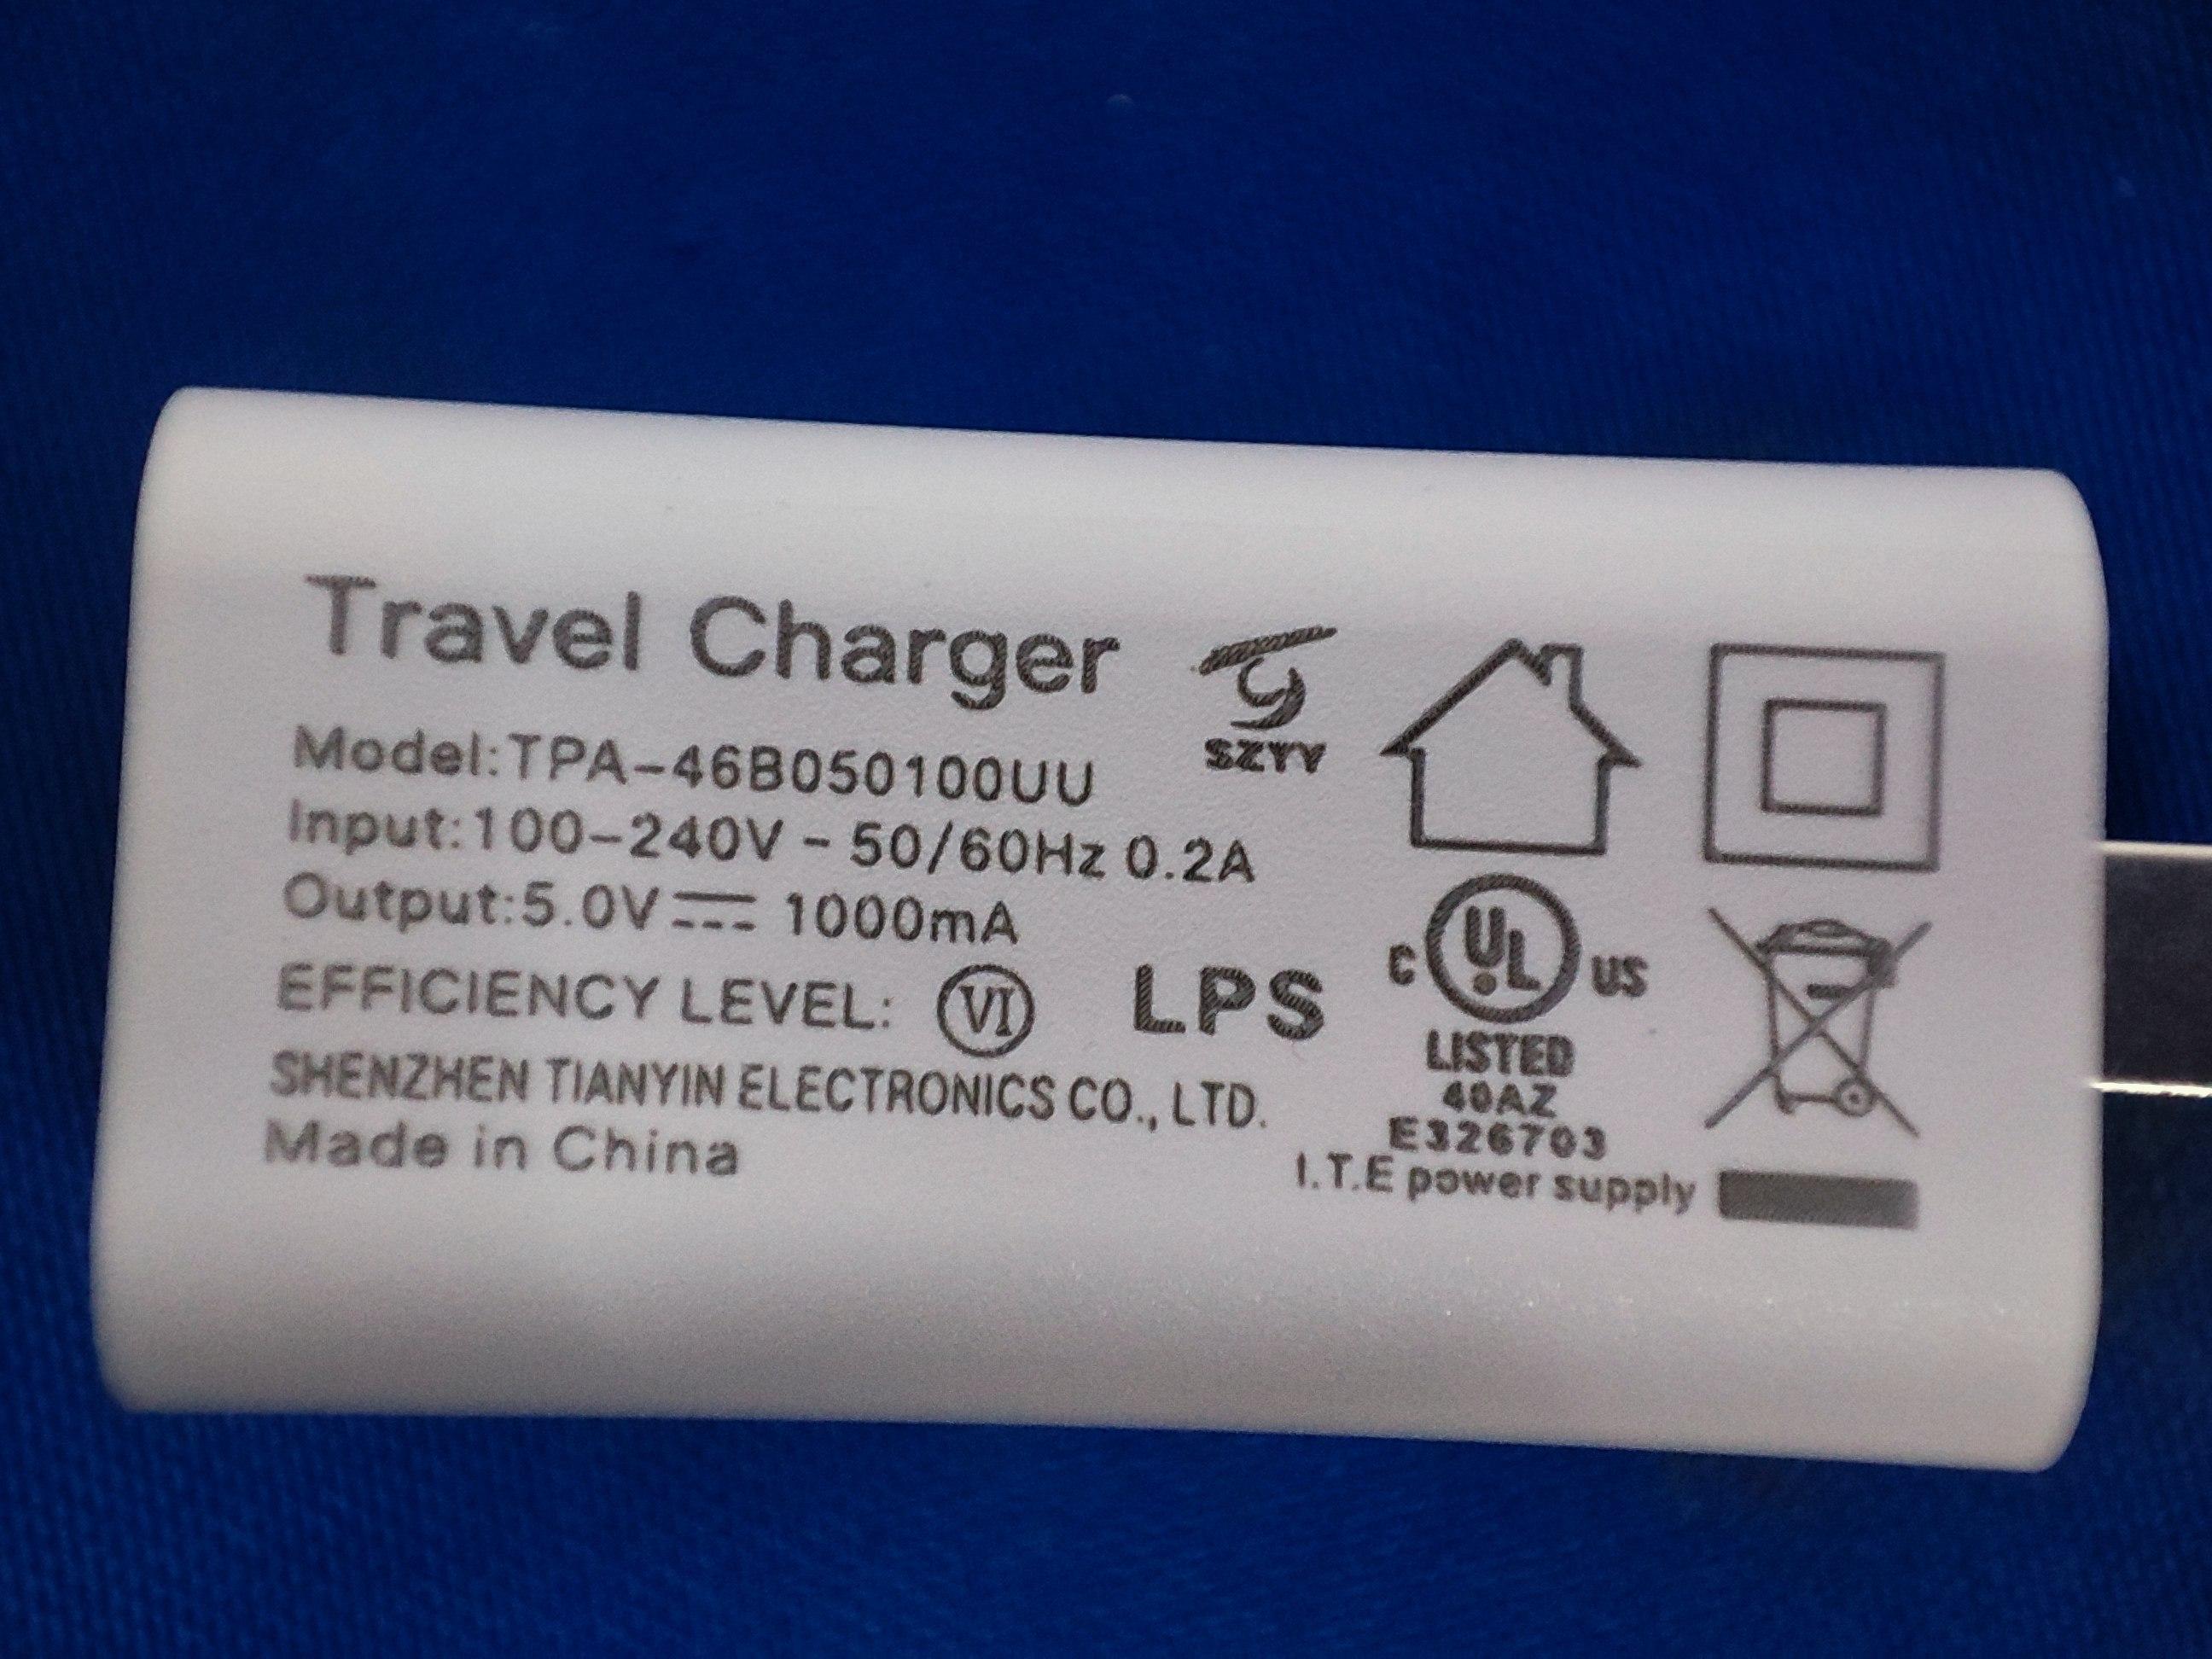 Travel Charger
SZYY
Model:TPA-46B050100UU
Input:100-240V - 50/60Hz 0.2A
Output:5.0V⎓ 1000mA
EFFICIENCY LEVEL: VI
LPS
SHENZHEN TIANYIN ELECTRONICS CO., LTD.
Made in China
C UL US
LISTED
40AZ
E326703
I.T.E power supply